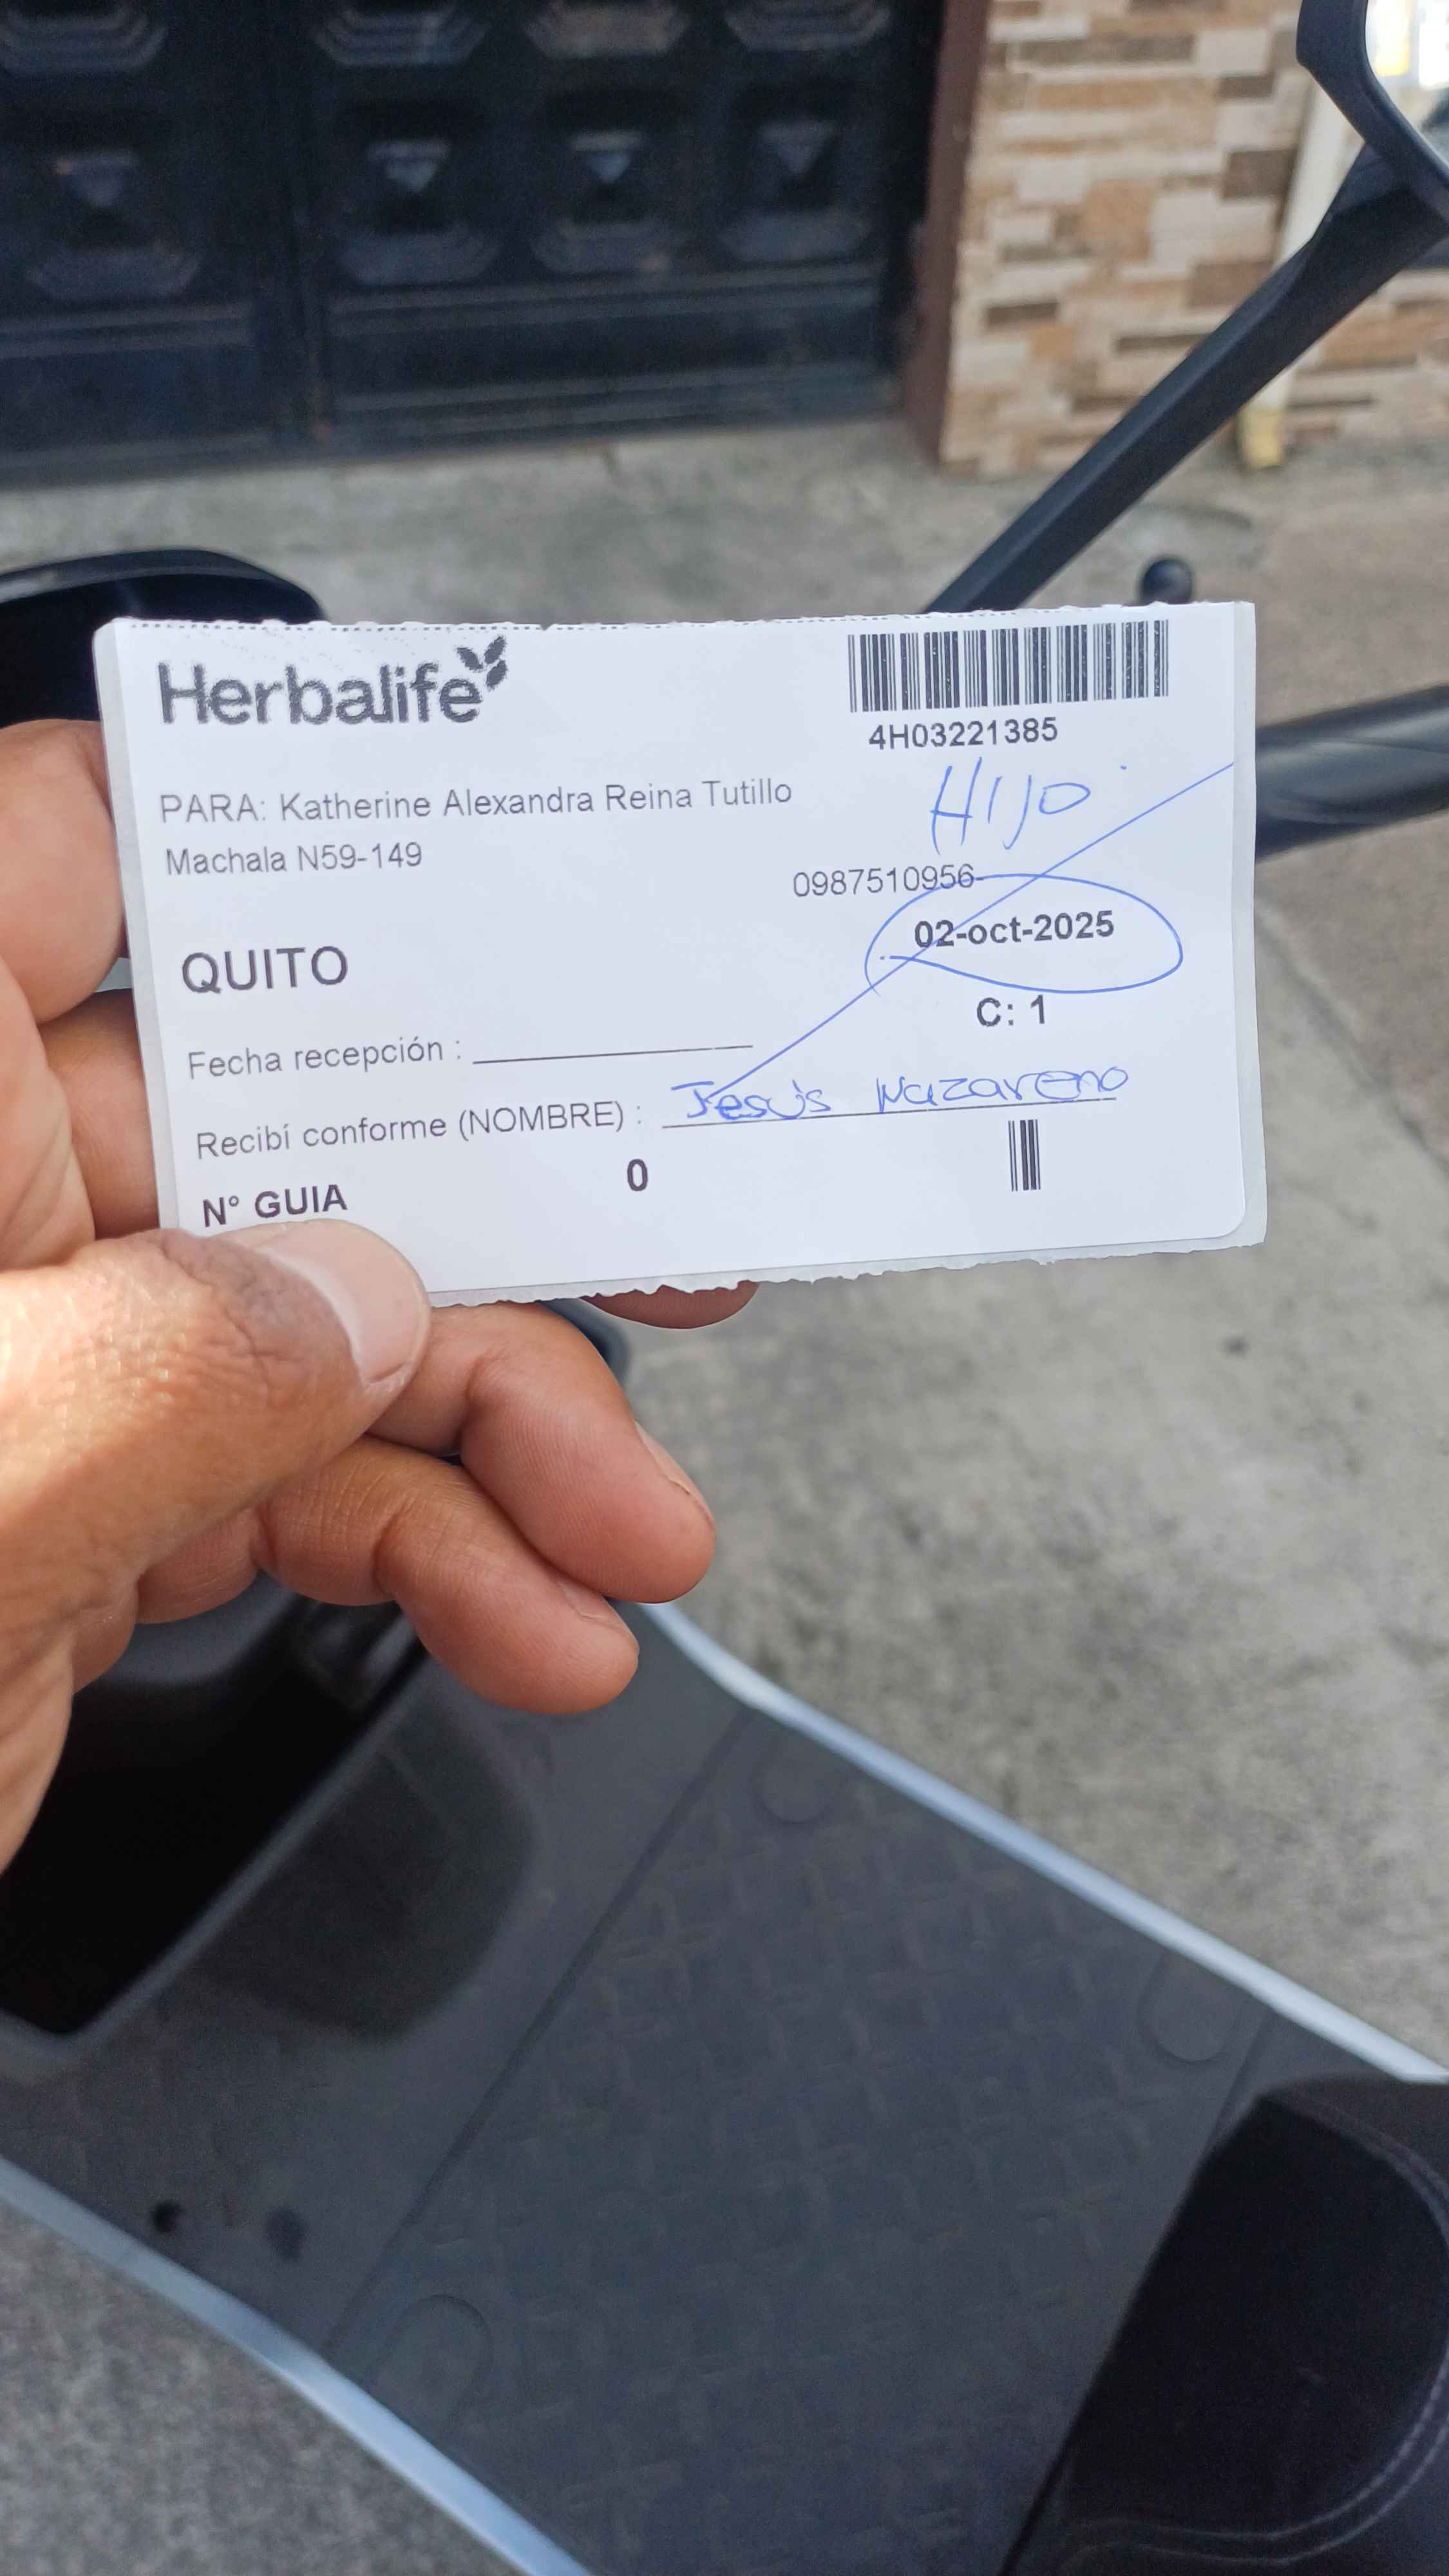 Herbalife
4H03221385
HIJO
PARA: Katherine Alexandra Reina Tutillo
Machala N59-149
0987510956-
02-oct-2025
QUITO
C: 1
Fecha recepción : 
Recibí conforme (NOMBRE) : Jesús Nazareno
N° GUIA 0